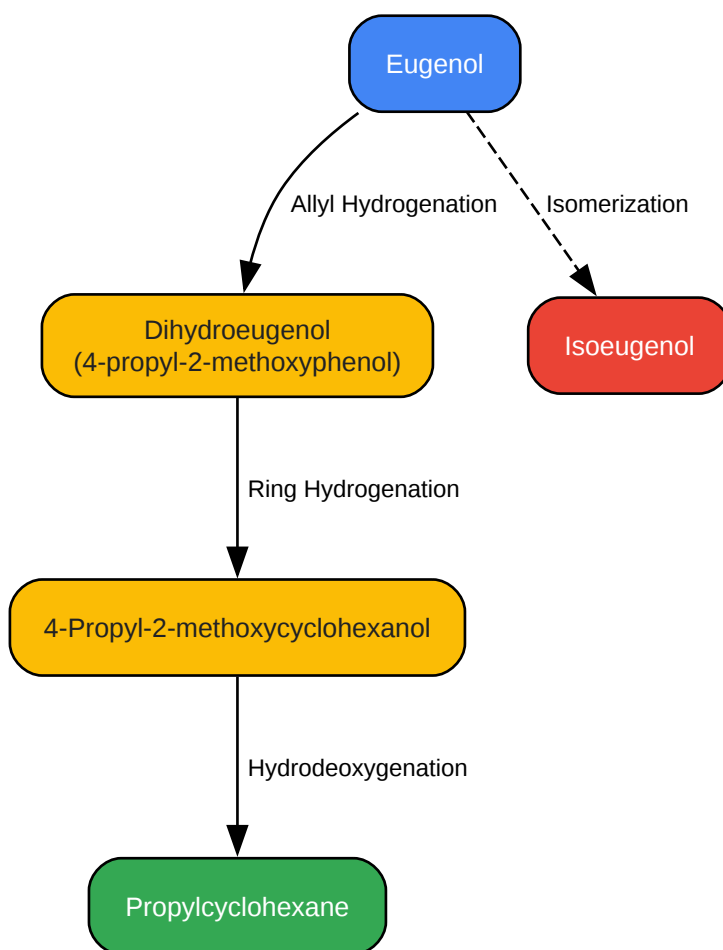 Eugenol
Allyl Hydrogenation
Isomerization
Dihydroeugenol
(4-propyl-2-methoxyphenol)
Isoeugenol
Ring Hydrogenation
4-Propyl-2-methoxycyclohexanol
Hydrodeoxygenation
Propylcyclohexane